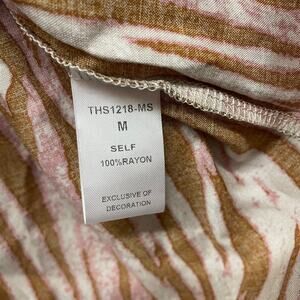 THS1218-MS
M
SELF
100%RAYON
EXCLUSIVE OF
DECORATION